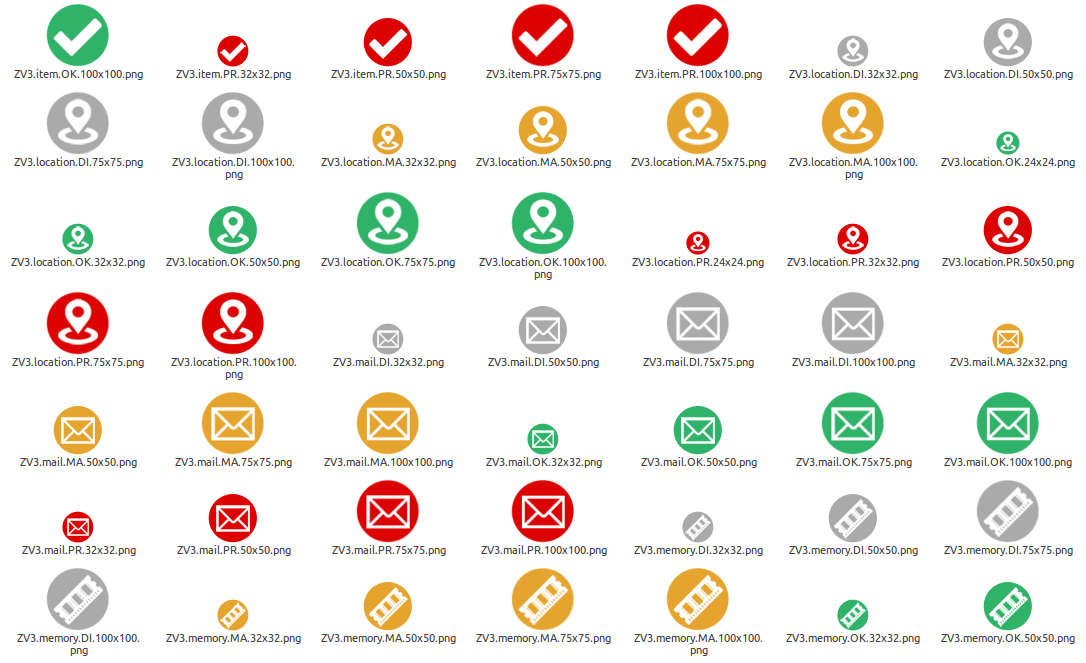 ZV3.item.OK.100x100.png
ZV3.item.PR.32x32.png
ZV3.item.PR.50x50.png
ZV3.item.PR.75x75.png
ZV3.item.PR.100x100.png
ZV3.location.DI.32x32.png
ZV3.location.DI.50x50.png
ZV3.location.DI.75x75.png
ZV3.location.DI.100x100.
png
ZV3.location.MA.32x32.png
ZV3.location.MA.50x50.png
ZV3.location.MA.75x75.png
ZV3.location.MA.100x100.
png
ZV3.location.OK.24x24.png
ZV3.location.OK.32x32.png
ZV3.location.OK.50x50.png
ZV3.location.OK.75x75.png
ZV3.location.OK.100x100.
png
ZV3.location.PR.24x24.png
ZV3.location.PR.32x32.png
ZV3.location.PR.50x50.png
ZV3.location.PR.75x75.png
ZV3.location.PR.100x100.
png
ZV3.mail.DI.32x32.png
ZV3.mail.DI.50x50.png
ZV3.mail.DI.75x75.png
ZV3.mail.DI.100x100.png
ZV3.mail.MA.32x32.png
ZV3.mail.MA.50x50.png
ZV3.mail.MA.75x75.png
ZV3.mail.MA.100x100.png
ZV3.mail.OK.32x32.png
ZV3.mail.OK.50x50.png
ZV3.mail.OK.75x75.png
ZV3.mail.OK.100x100.png
ZV3.mail.PR.32x32.png
ZV3.mail.PR.50x50.png
ZV3.mail.PR.75x75.png
ZV3.mail.PR.100x100.png
ZV3.memory.DI.32x32.png
ZV3.memory.DI.50x50.png
ZV3.memory.DI.75x75.png
ZV3.memory.DI.100x100.
png
ZV3.memory.MA.32x32.png
ZV3.memory.MA.50x50.png
ZV3.memory.MA.75x75.png
ZV3.memory.MA.100x100.
png
ZV3.memory.OK.32x32.png
ZV3.memory.OK.50x50.png